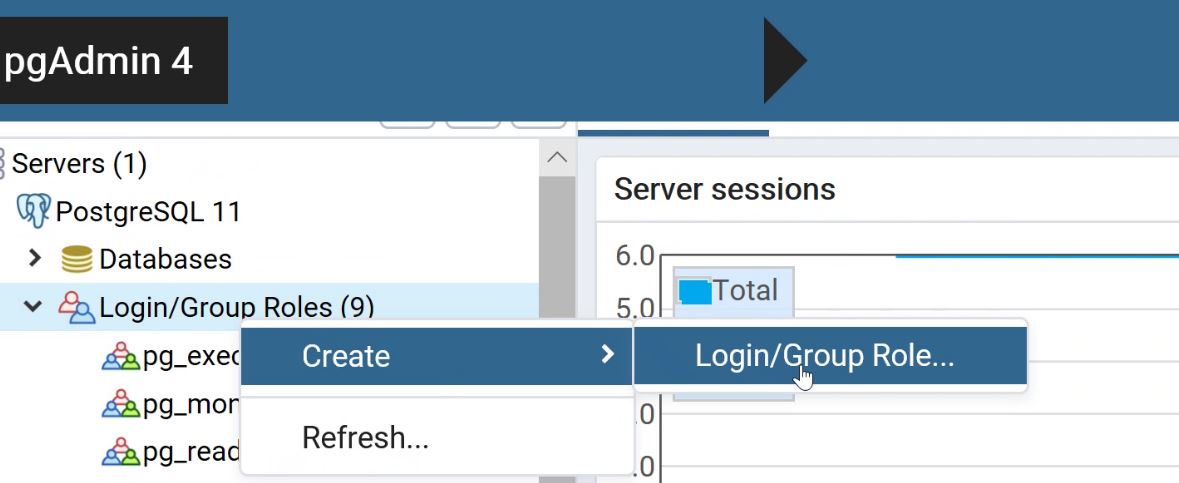 pgAdmin 4
Servers (1)
PostgreSQL 11
Databases
Login/Group Roles (9)
pg_exec
pg_mon
pg_read
Create
Refresh...
Login/Group Role...
Server sessions
6.0
5.0
Total
.0
.0